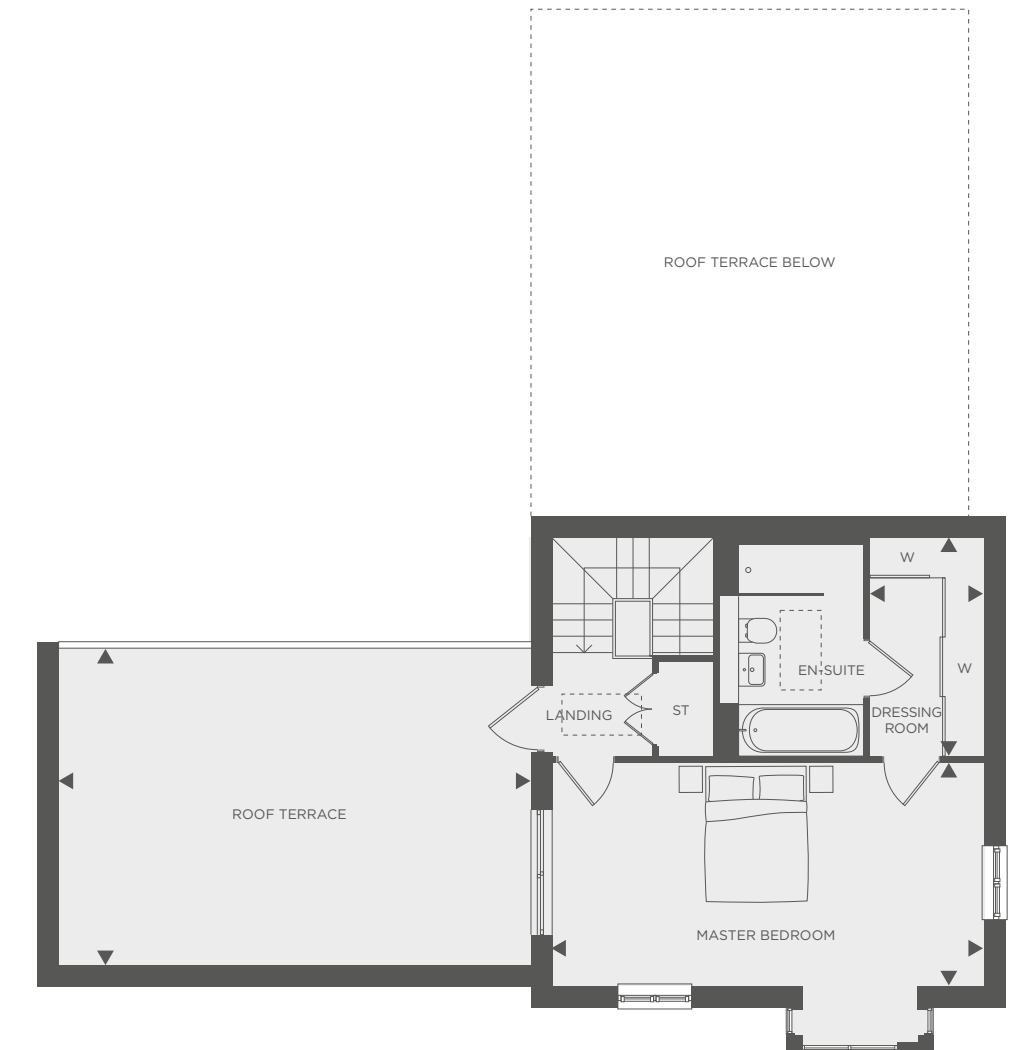 ROOF TERRACE BELOW
W
W
EN-SUITE
ST
LANDING
DRESSING
ROOM
ROOF TERRACE
MASTER BEDROOM